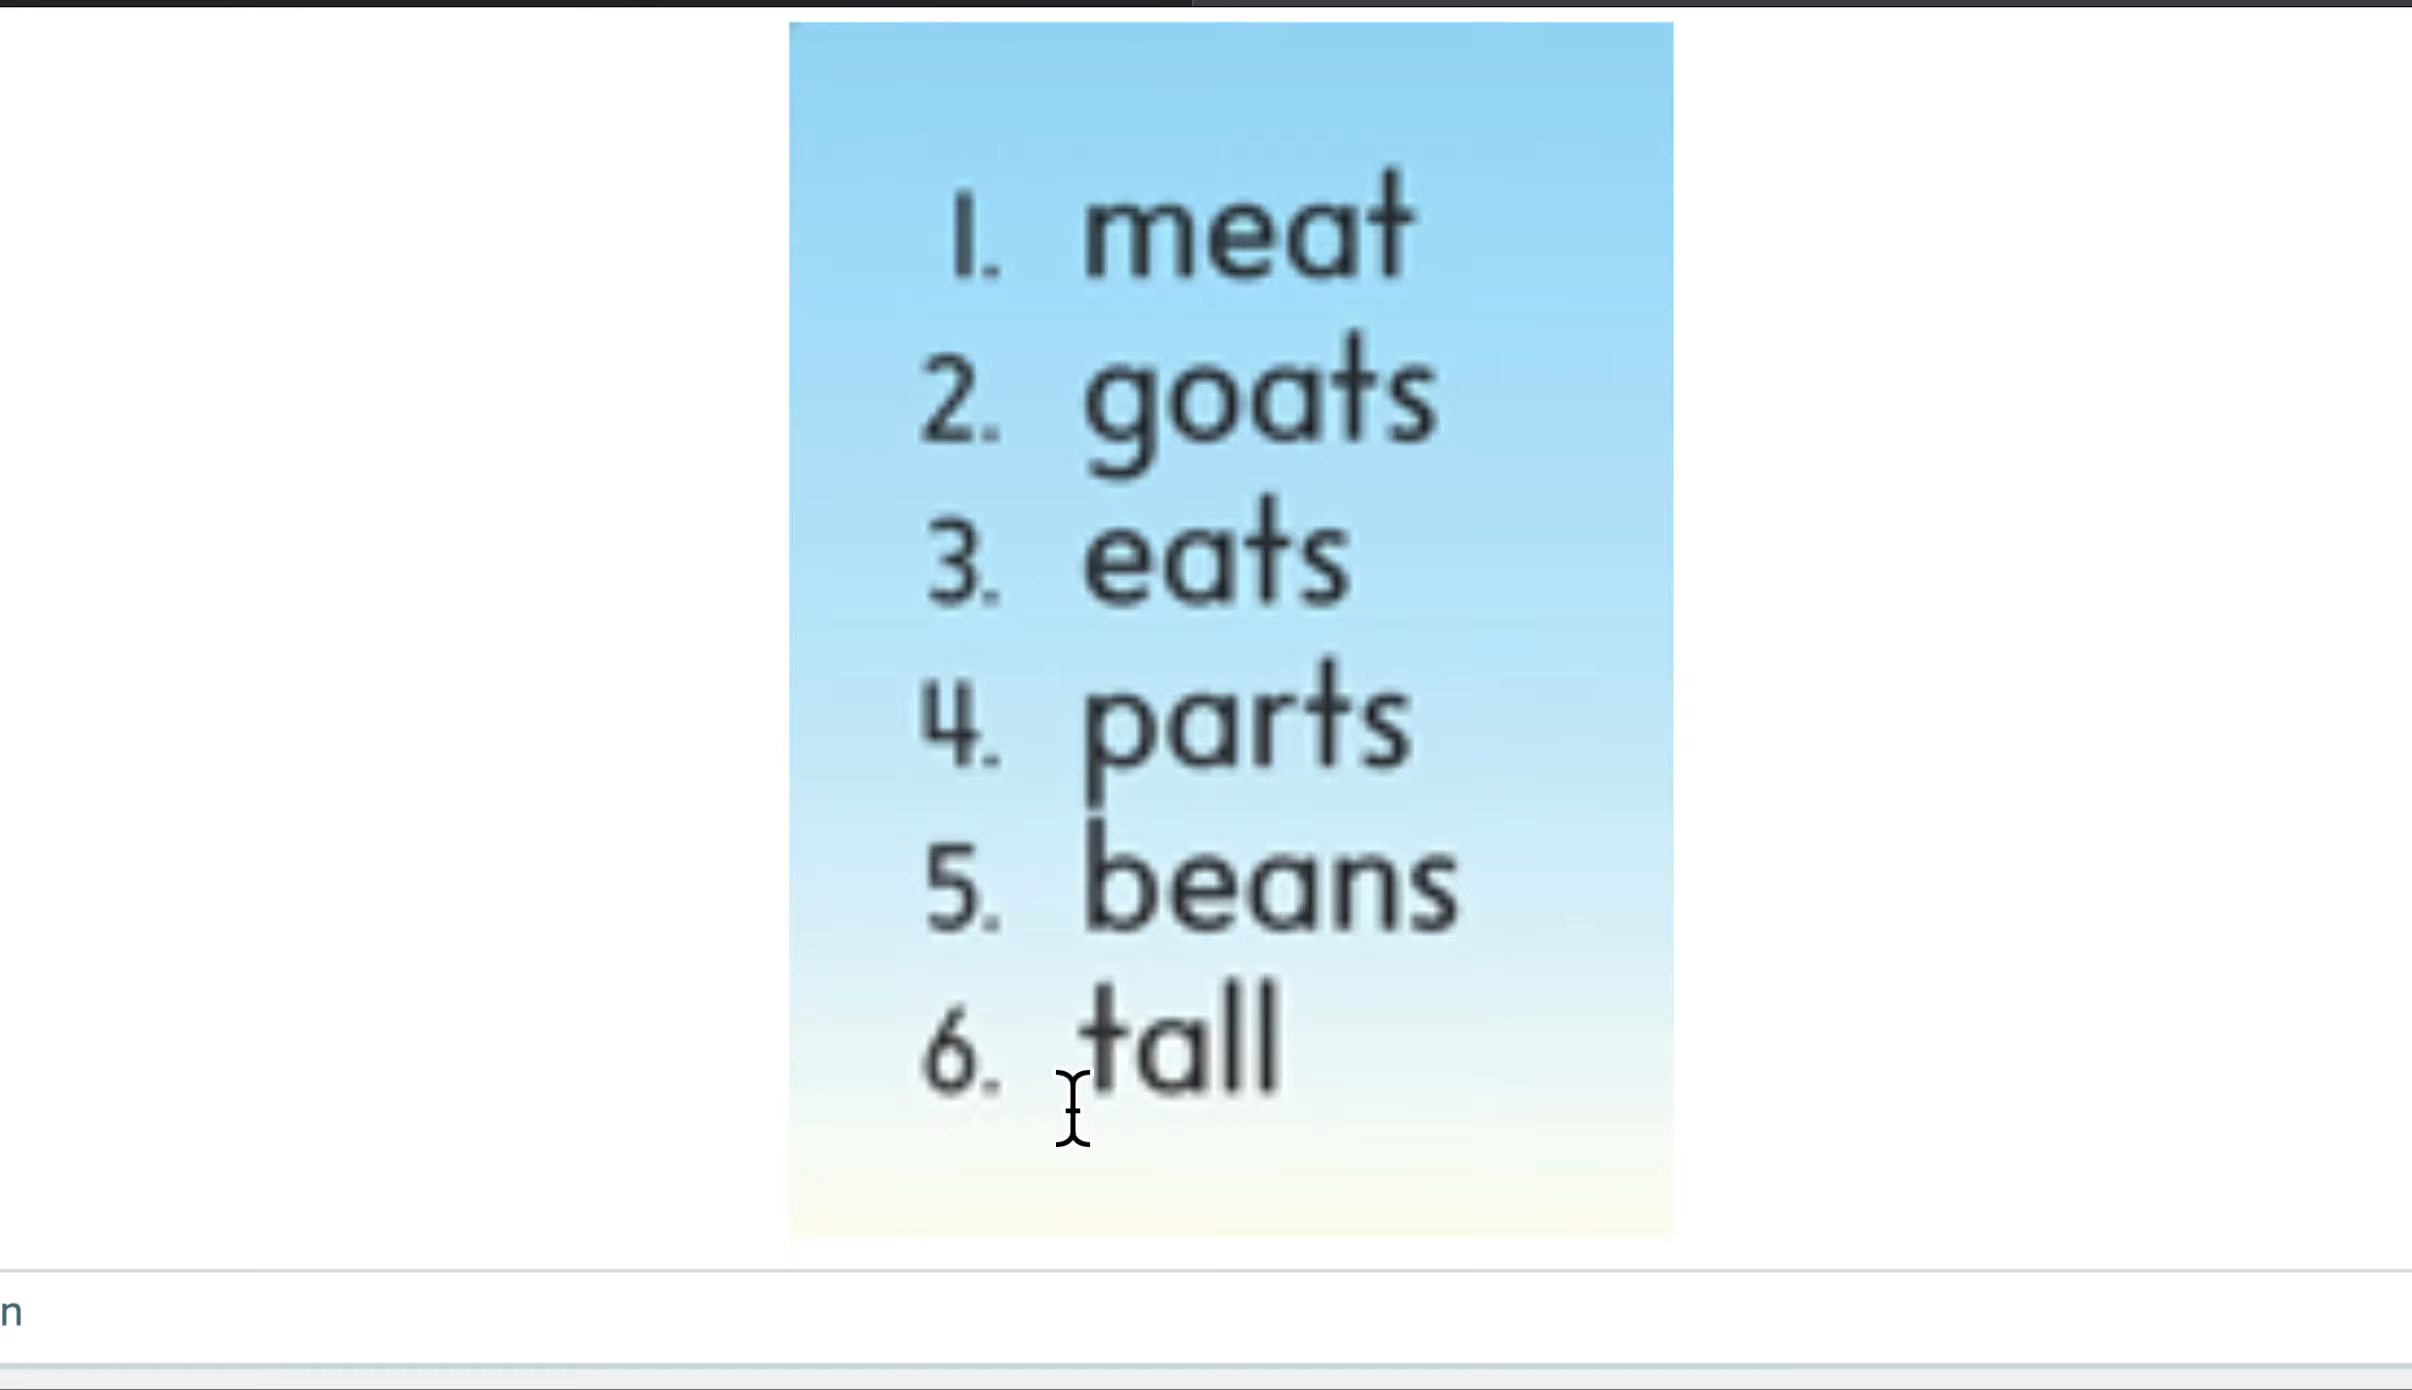 1. meat
2. goats
3. eats
4. parts
5. beans
6. tall
n